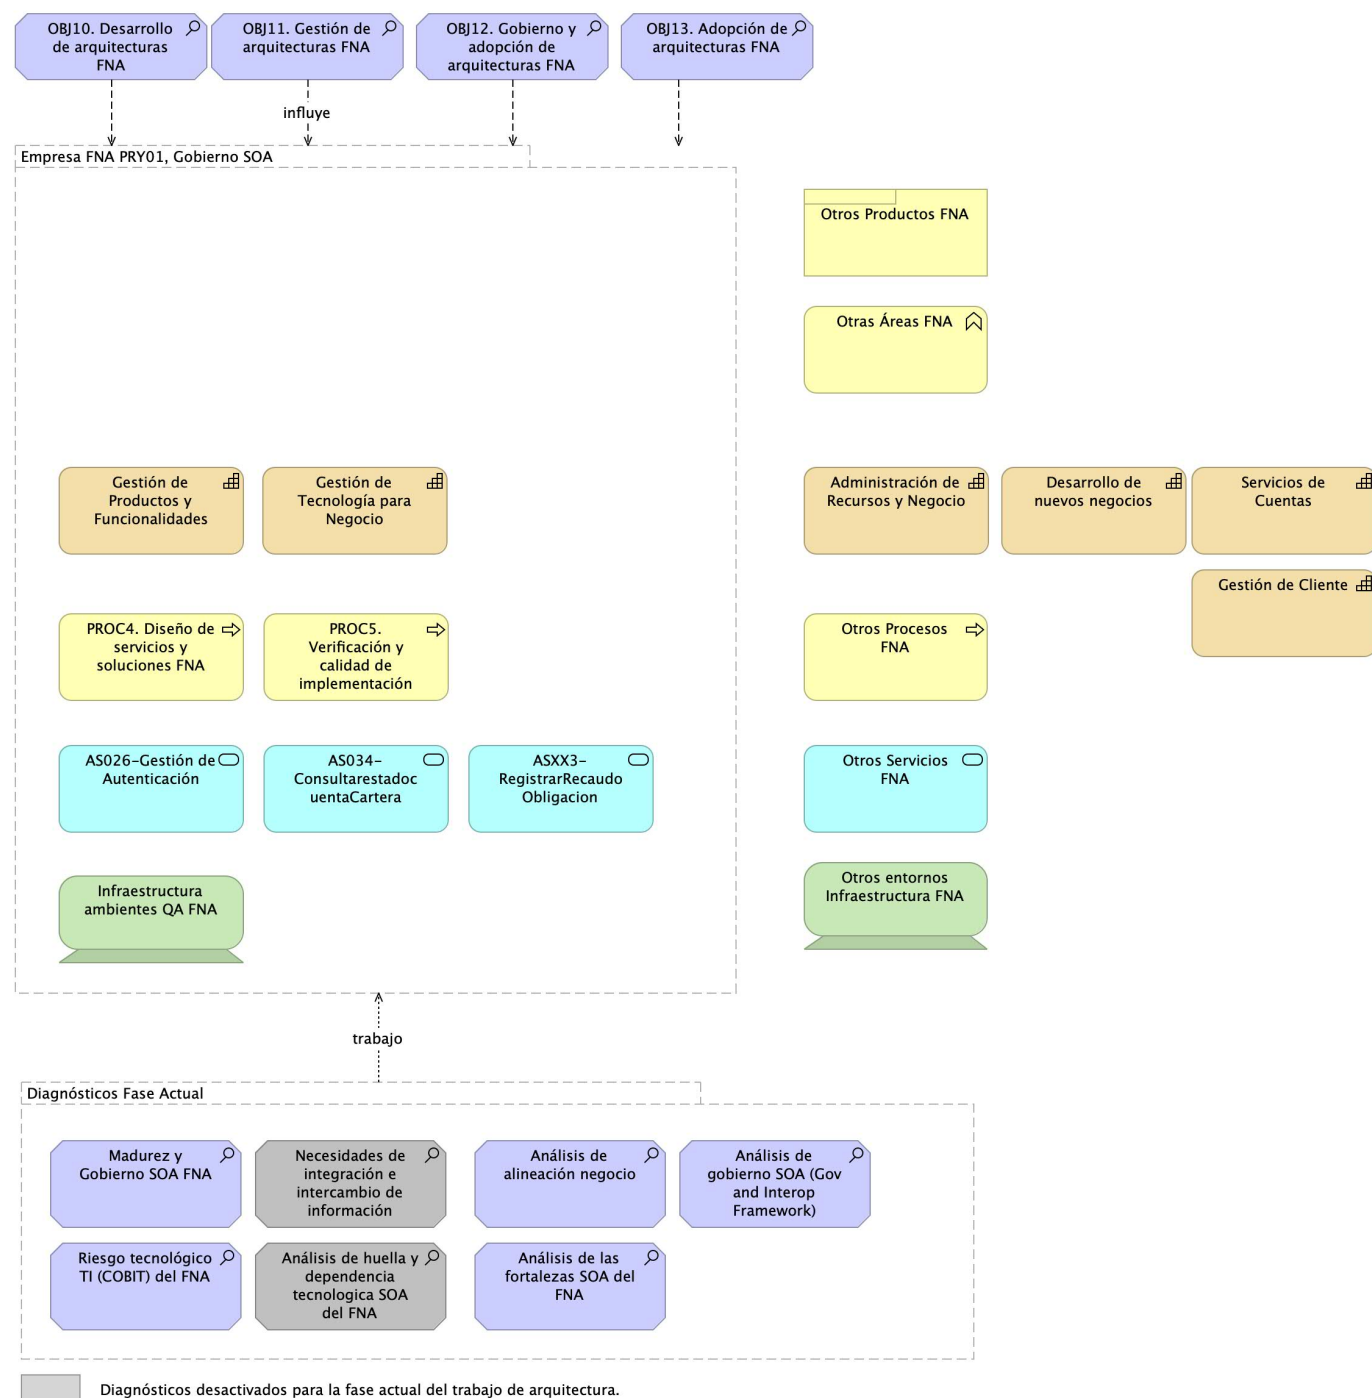 OBJ10. Desarrollo
de arquitecturas
FNA
OBJ11. Gestión de
arquitecturas FNA
OBJ12. Gobierno y
adopción de
arquitecturas FNA
OBJ13. Adopción de
arquitecturas FNA
influye
Empresa FNA PRY01, Gobierno SOA
Otros Productos FNA
Otras Áreas FNA
Gestión de
Productos y
Funcionalidades
Gestión de
Tecnología para
Negocio
Administración de
Recursos y Negocio
Desarrollo de
nuevos negocios
Servicios de
Cuentas
Gestión de Cliente
PROC4. Diseño de
servicios y
soluciones FNA
PROC5.
Verificación y
calidad de
implementación
Otros Procesos
FNA
AS026-Gestión de
Autenticación
AS034-
Consultarestadoc
uentaCartera
ASXX3-
RegistrarRecaudo
Obligacion
Otros Servicios
FNA
Infraestructura
ambientes QA FNA
Otros entornos
Infraestructura FNA
trabajo
Diagnósticos Fase Actual
Madurez y
Gobierno SOA FNA
Necesidades de
integración e
intercambio de
información
Análisis de
alineación negocio
Análisis de
gobierno SOA (Gov
and Interop
Framework)
Riesgo tecnológico
TI (COBIT) del FNA
Análisis de huella y
dependencia
tecnologica SOA
del FNA
Análisis de las
fortalezas SOA del
FNA
Diagnósticos desactivados para la fase actual del trabajo de arquitectura.